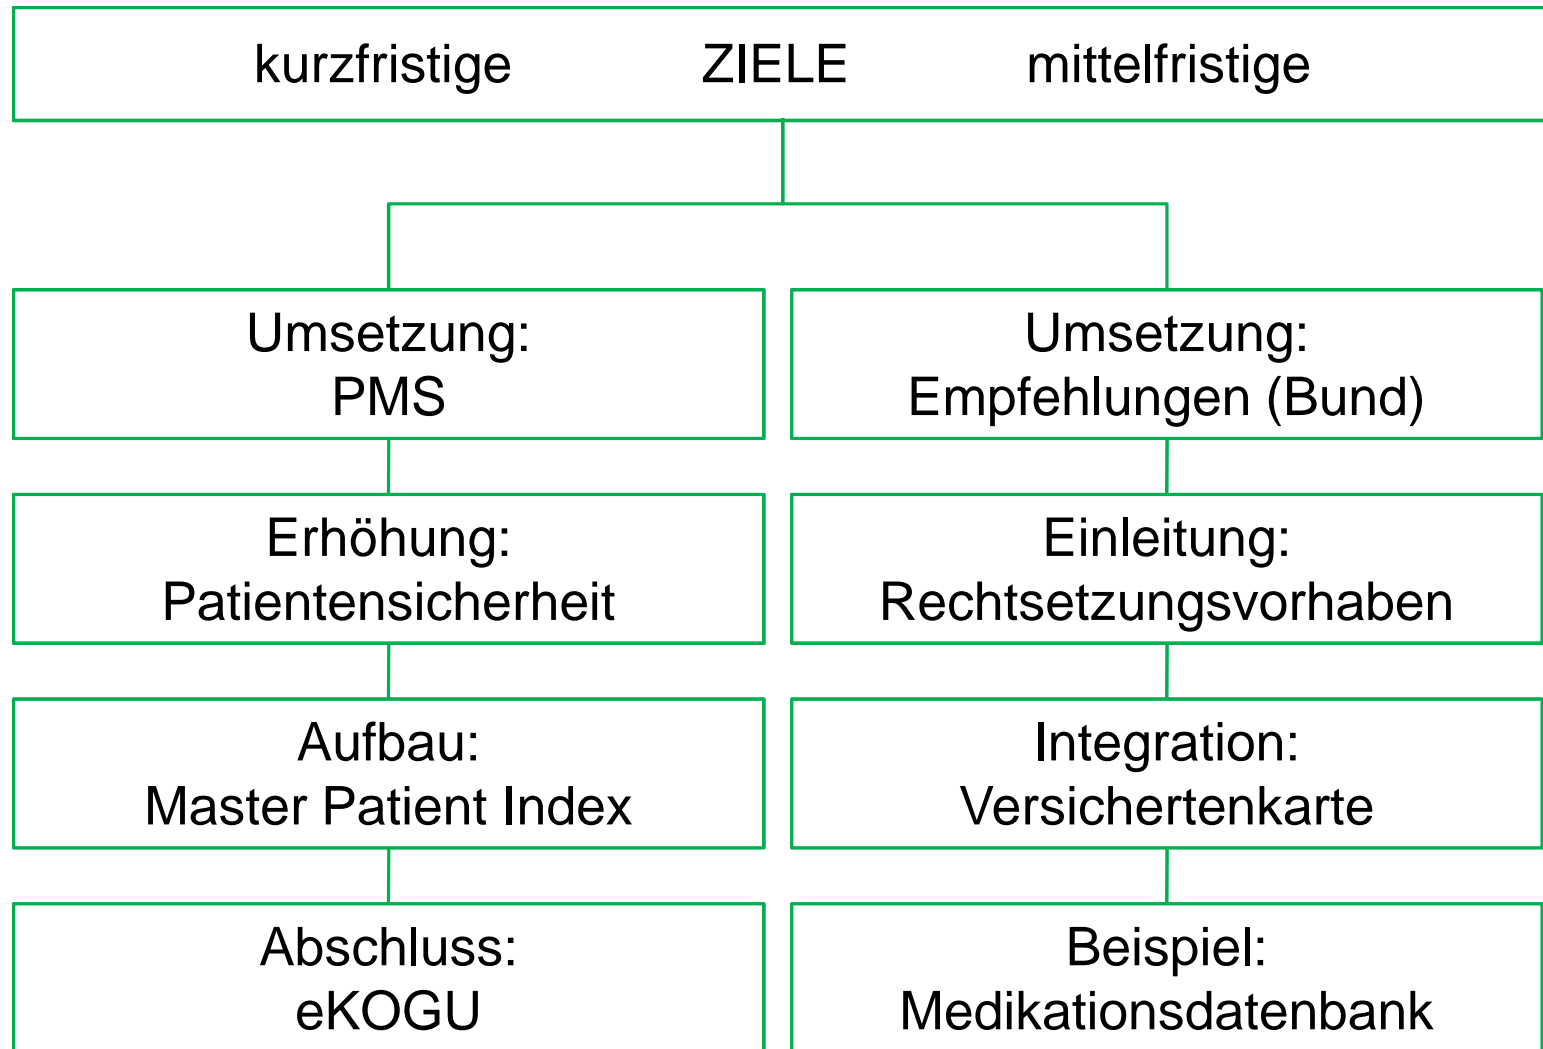 kurzfristige ZIELE mittelfristige
Umsetzung:
PMS
Erhöhung:
Patientensicherheit
Aufbau:
Master Patient Index
Abschluss:
eKOGU
Umsetzung:
Empfehlungen (Bund)
Einleitung:
Rechtsetzungsvorhaben
Integration:
Versichertenkarte
Beispiel:
Medikationsdatenbank